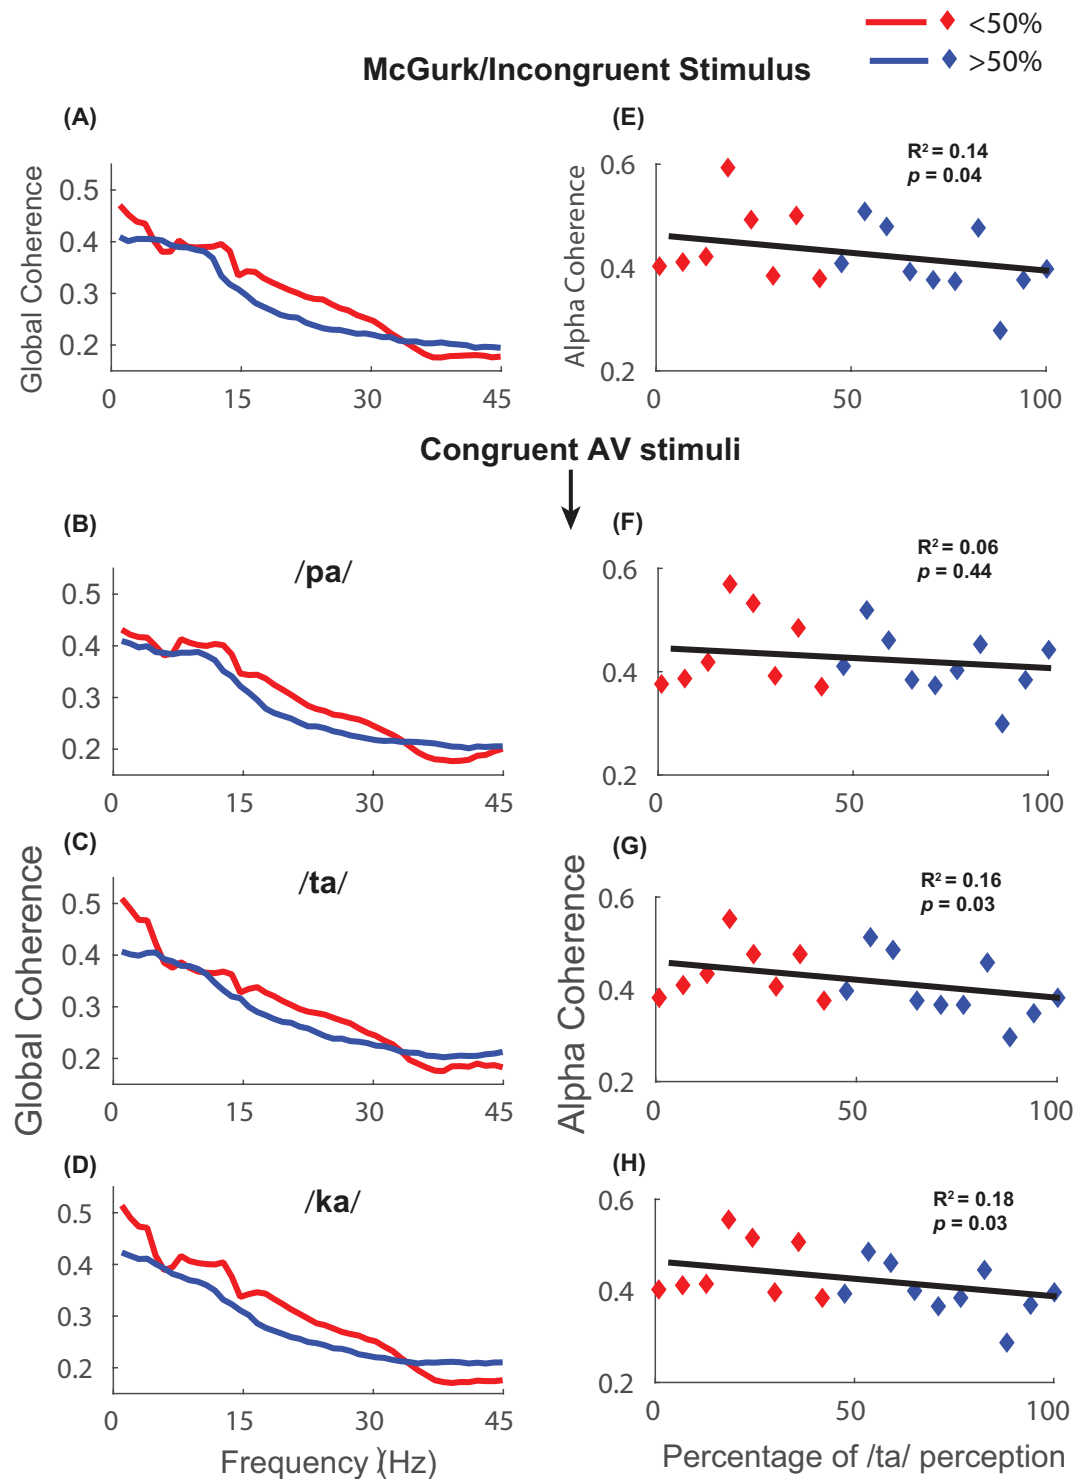 <50%
>50%
McGurk/Incongruent Stimulus
(A)
Global Coherence
0.5
0.4
0.3
0.2
0 15 30 45
(E)
Alpha Coherence
R² = 0.14
p = 0.04
0.6
0.4
0.2
0 50 100
Congruent AV stimuli
(B)
/pa/
0.5
0.4
0.3
0.2
0 15 30 45
(F)
R² = 0.06
p = 0.44
0.6
0.4
0.2
0 50 100
(C)
/ta/
Global Coherence
0.5
0.4
0.3
0.2
0 15 30 45
(G)
Alpha Coherence
R² = 0.16
p = 0.03
0.6
0.4
0.2
0 50 100
(D)
/ka/
0.5
0.4
0.3
0.2
0 15 30 45
Frequency (Hz)
(H)
R² = 0.18
p = 0.03
0.6
0.4
0.2
0 50 100
Percentage of /ta/ perception